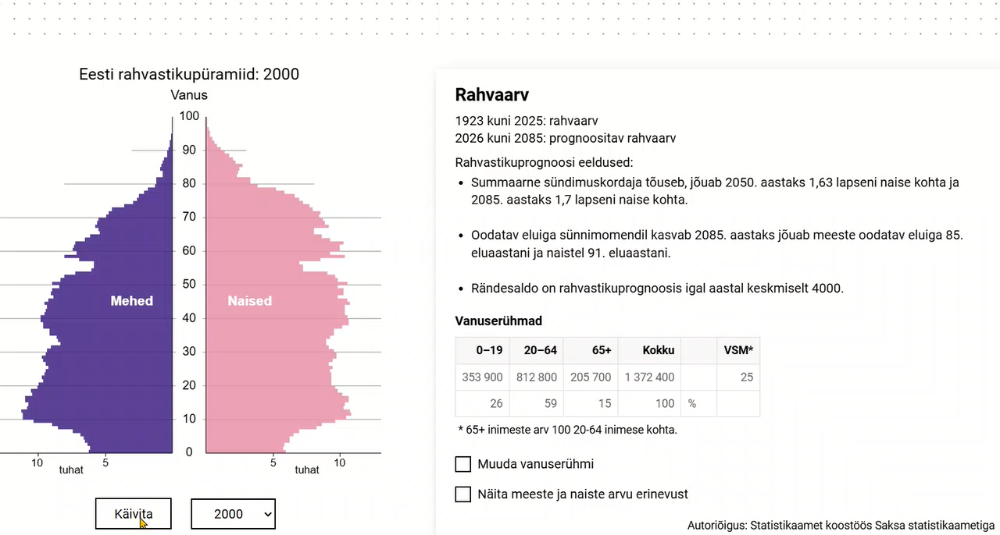 Eesti rahvastikupüramiid: 2000
Vanus
100
90
80
70
60
50
40
30
20
10
0
Mehed
Naised
10
5
5
10
tuhat
tuhat
Käivita
2000
Rahvaarv
1923 kuni 2025: rahvaarv
2026 kuni 2085: prognoositav rahvaarv
Rahvastikuprognoosi eeldused:
• Summaarne sündimuskordaja tõuseb, jõuab 2050. aastaks 1,63 lapseni naise kohta ja
2085. aastaks 1,7 lapseni naise kohta.
• Oodatav eluiga sünnimomendil kasvab 2085. aastaks jõuab meeste oodatav eluiga 85.
eluaastani ja naistel 91. eluaastani.
• Rändesaldo on rahvastikuprognoosis igal aastal keskmiselt 4000.
Vanuserühmad
0–19 20–64 65+ Kokku VSM*
353 900 812 800 205 700 1 372 400 25
26 59 15 100 %
* 65+ inimeste arv 100 20-64 inimese kohta.
Muuda vanuserühmi
Näita meeste ja naiste arvu erinevust
Autoriõigus: Statistikaamet koostöös Saksa statistikaametiga